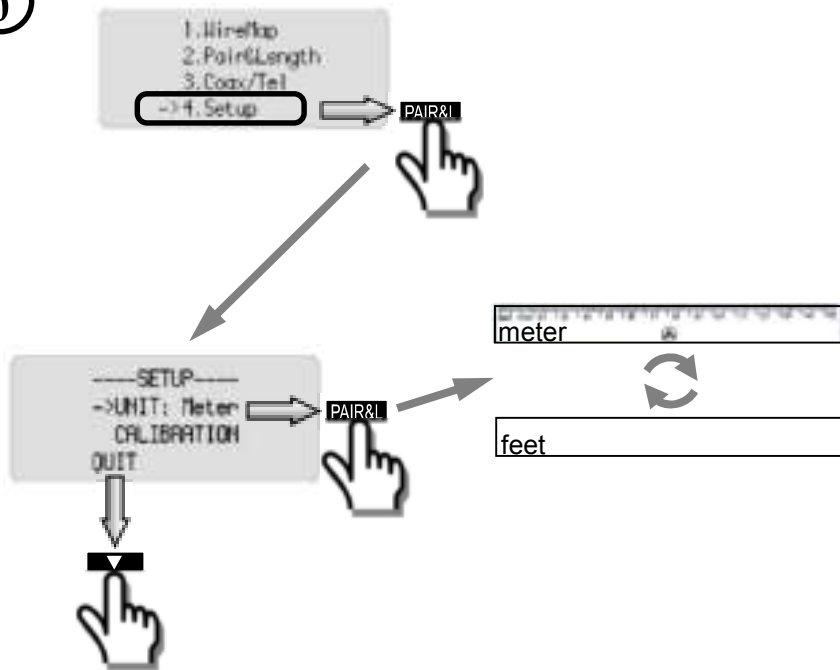 1.WireMap
2.Pair&Length
3.Coax/Tel
->4.Setup
PAIR&L
----SETUP----
->UNIT: Meter
PAIR&L
CALIBRATION
QUIT
meter
feet